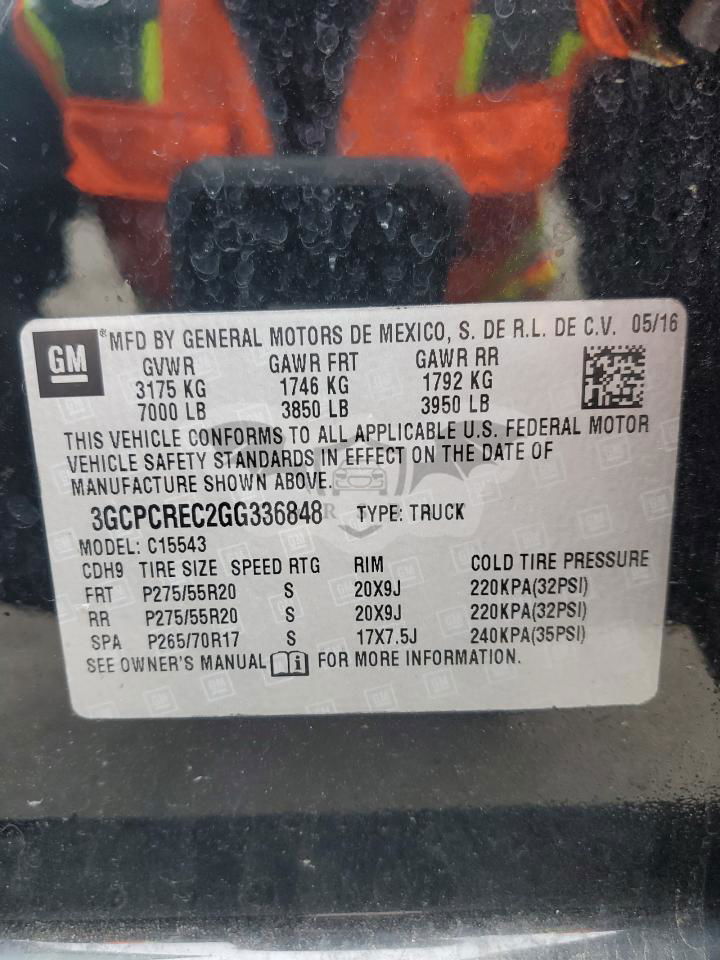 GM
®MFD BY GENERAL MOTORS DE MEXICO, S. DE R.L. DE C.V. 05/16
GVWR GAWR FRT GAWR RR
3175 KG 1746 KG 1792 KG
7000 LB 3850 LB 3950 LB
THIS VEHICLE CONFORMS TO ALL APPLICABLE U.S. FEDERAL MOTOR
VEHICLE SAFETY STANDARDS IN EFFECT ON THE DATE OF
MANUFACTURE SHOWN ABOVE.
3GCPCREC2GG336848 TYPE: TRUCK
MODEL: C15543
CDH9 TIRE SIZE SPEED RTG RIM COLD TIRE PRESSURE
FRT P275/55R20 S 20X9J 220KPA(32PSI)
RR P275/55R20 S 20X9J 220KPA(32PSI)
SPA P265/70R17 S 17X7.5J 240KPA(35PSI)
SEE OWNER'S MANUAL i FOR MORE INFORMATION.